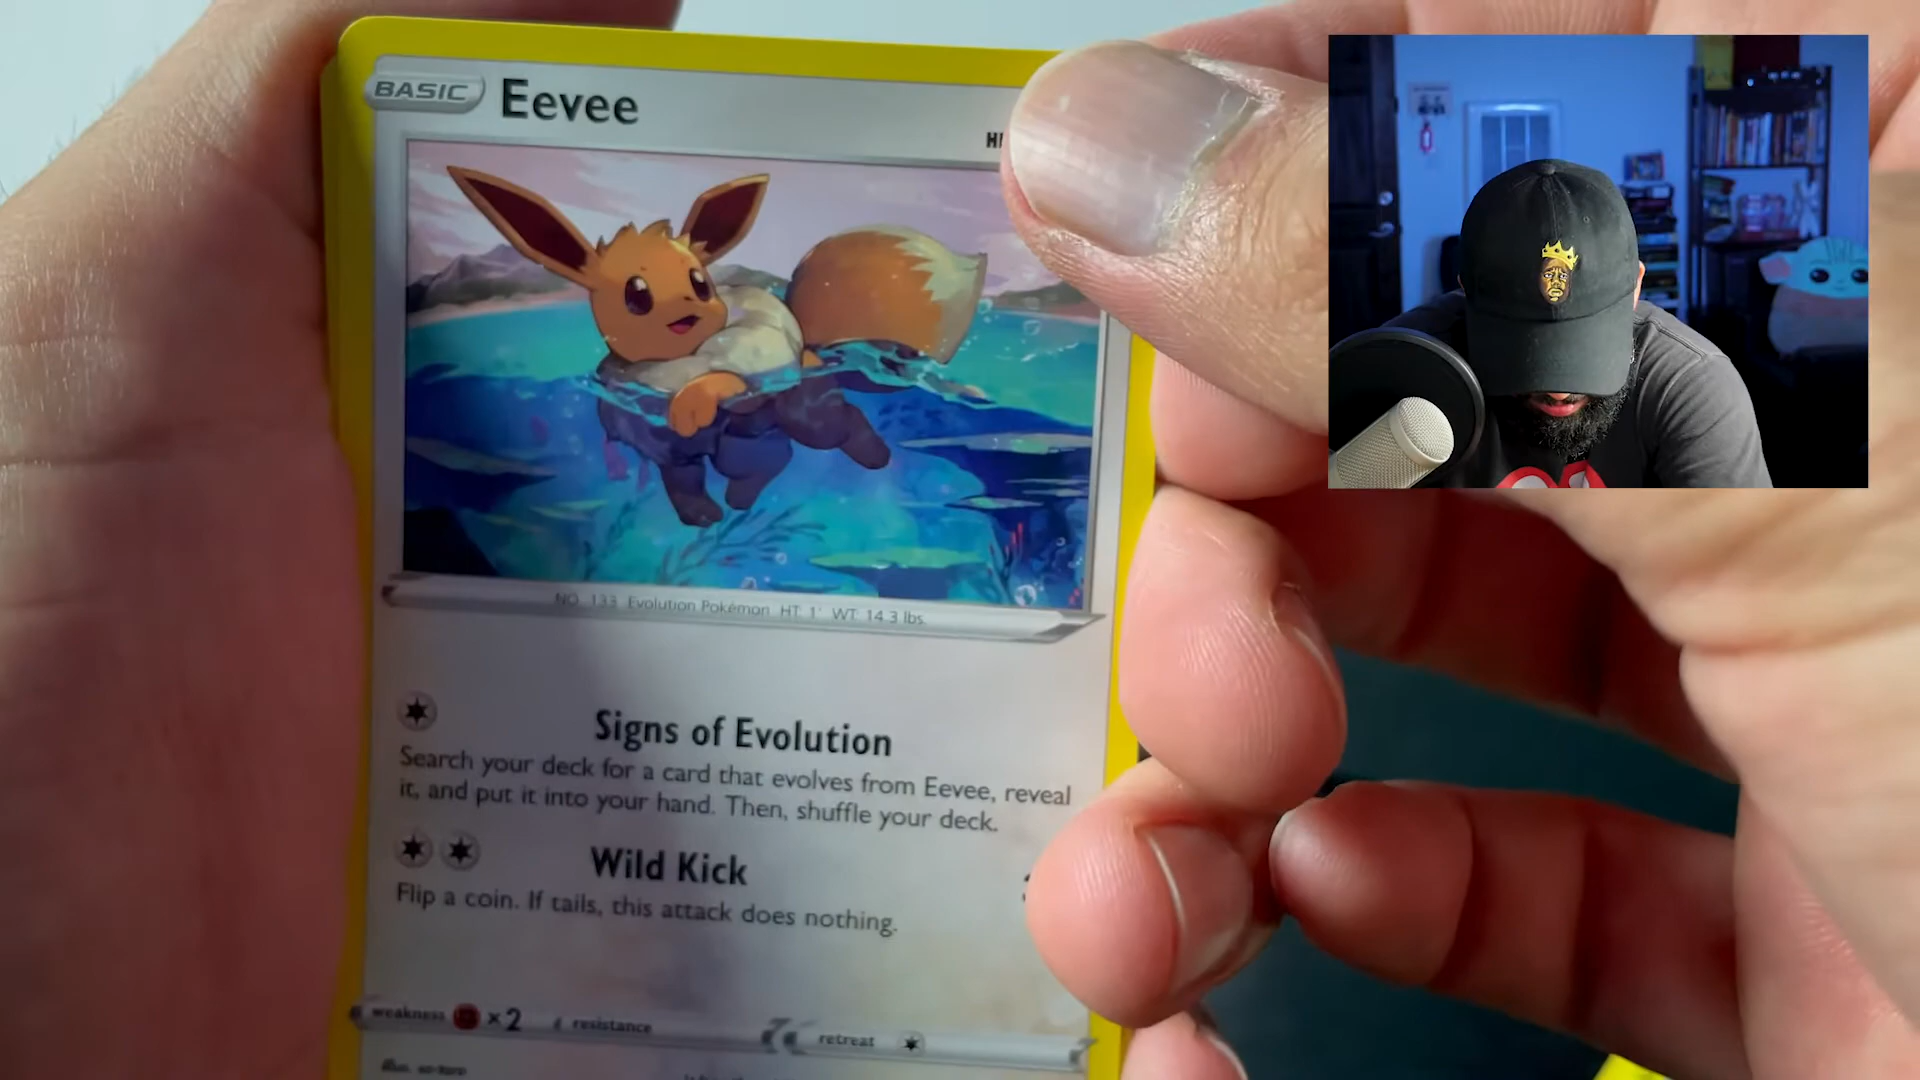 BASIC
Eevee
NO. 133 Evolution Pokémon HT: 1' WT: 14.3 lbs.
Signs of Evolution
Search your deck for a card that evolves from Eevee, reveal
it, and put it into your hand. Then, shuffle your deck.
Wild Kick
Flip a coin. If tails, this attack does nothing.
weakness ×2 resistance retreat
illus.